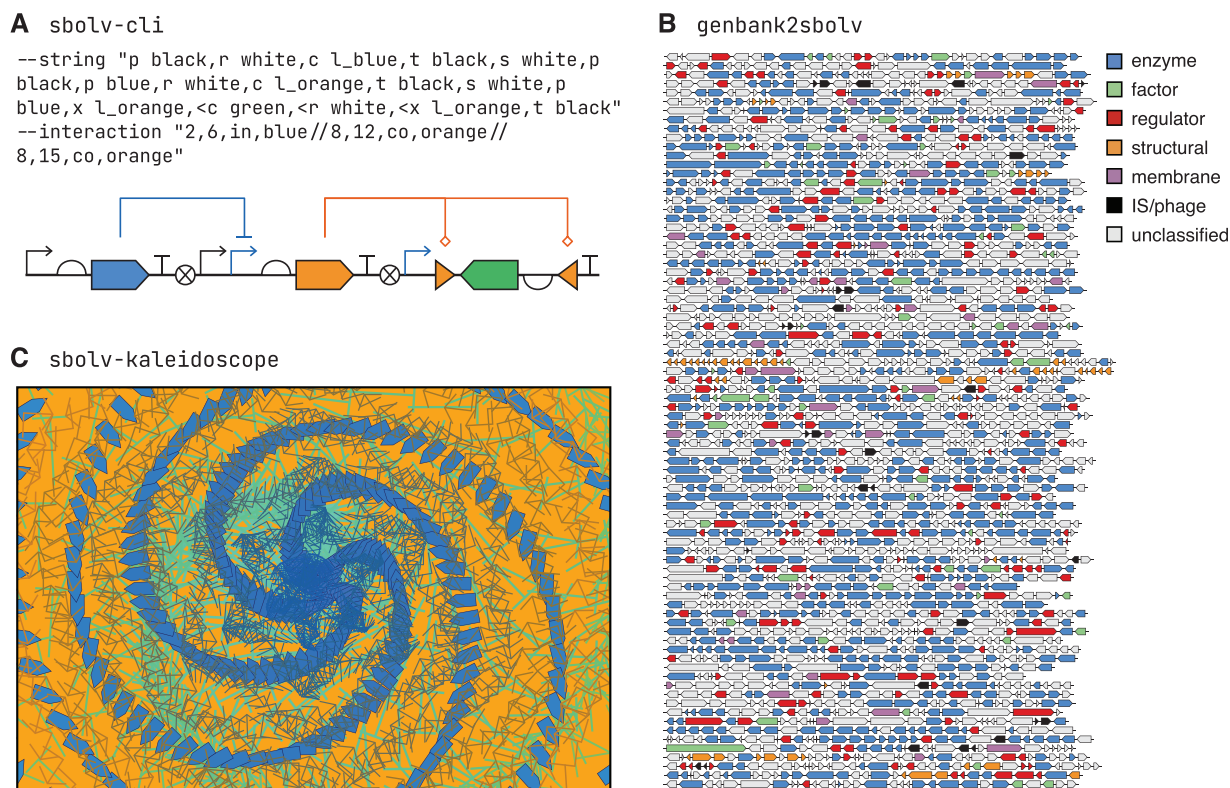 A sbolv-cli
--string "p black,r white,c l_blue,t black,s white,p
black,p blue,r white,c l_orange,t black,s white,p
blue,x l_orange,<c green,<r white,<x l_orange,t black"
--interaction "2,6,in,blue//8,12,co,orange//
8,15,co,orange"
B genbank2sbolv
enzyme
factor
regulator
structural
membrane
IS/phage
unclassified
C sbolv-kaleidoscope